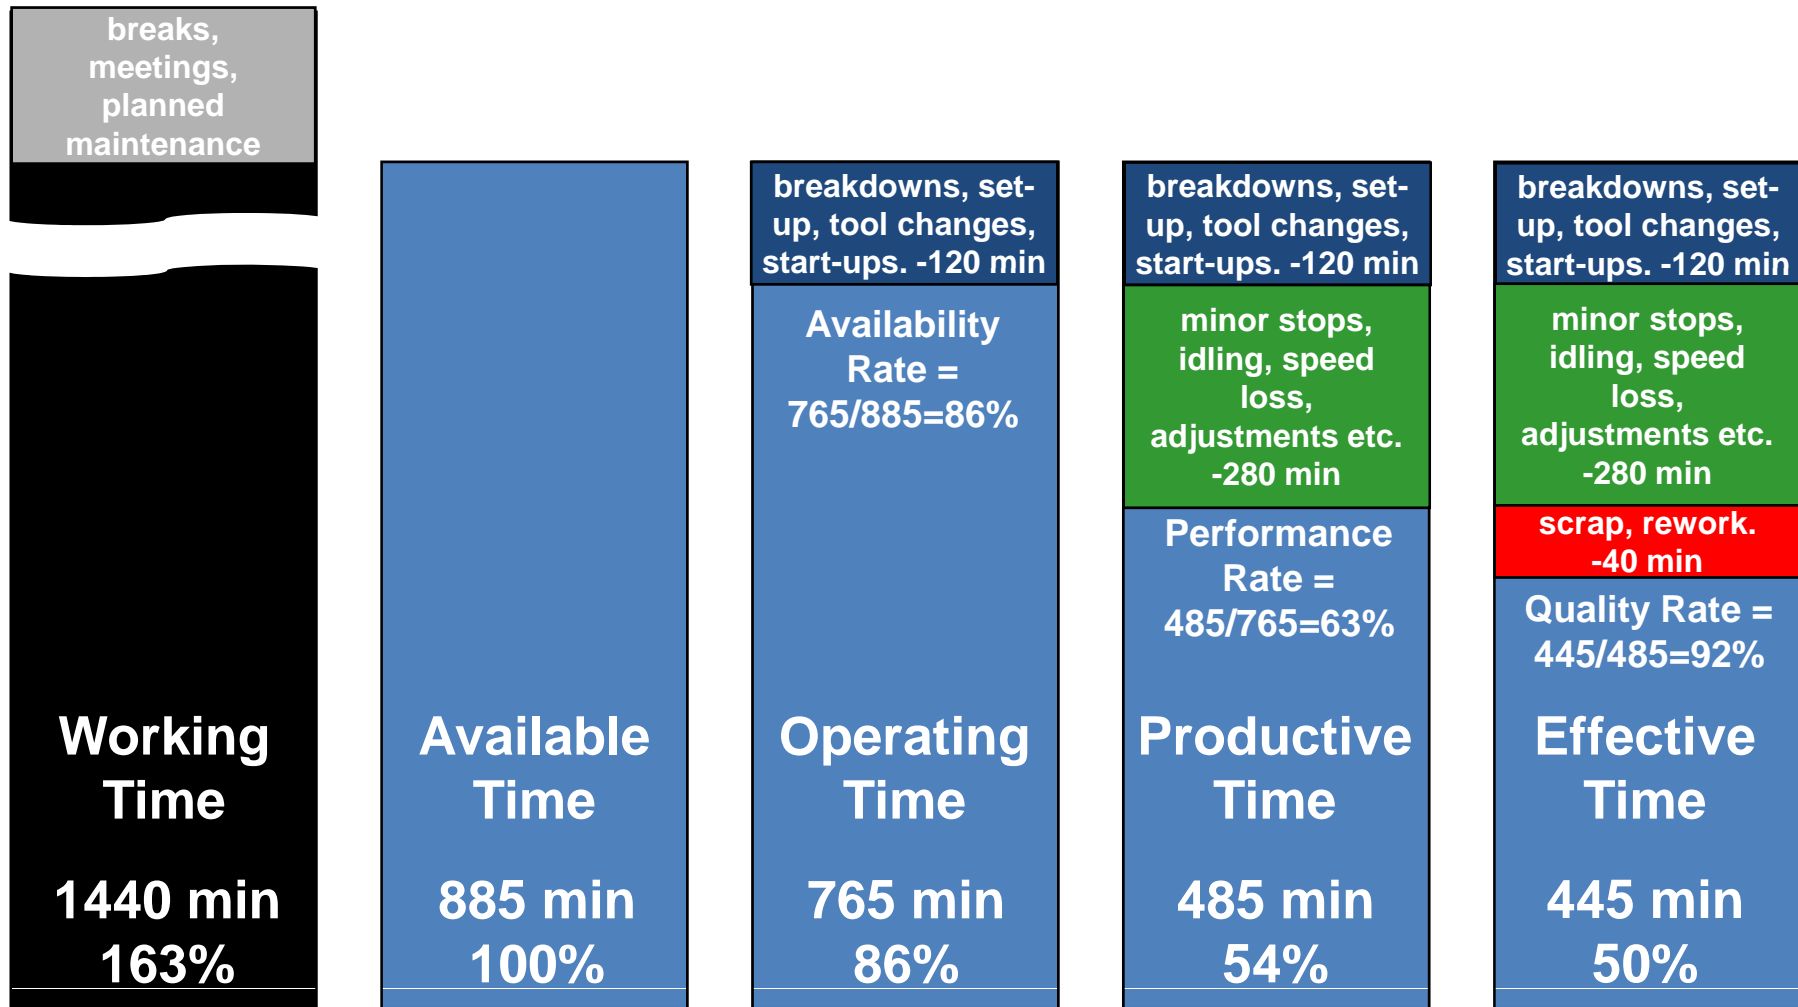 breaks,
meetings,
planned
maintenance
Working
Time
1440 min
163%
Available
Time
885 min
100%
breakdowns, set-
up, tool changes,
start-ups. -120 min
Availability
Rate =
765/885=86%
Operating
Time
765 min
86%
breakdowns, set-
up, tool changes,
start-ups. -120 min
minor stops,
idling, speed
loss,
adjustments etc.
-280 min
Performance
Rate =
485/765=63%
Productive
Time
485 min
54%
breakdowns, set-
up, tool changes,
start-ups. -120 min
minor stops,
idling, speed
loss,
adjustments etc.
-280 min
scrap, rework.
-40 min
Quality Rate =
445/485=92%
Effective
Time
445 min
50%